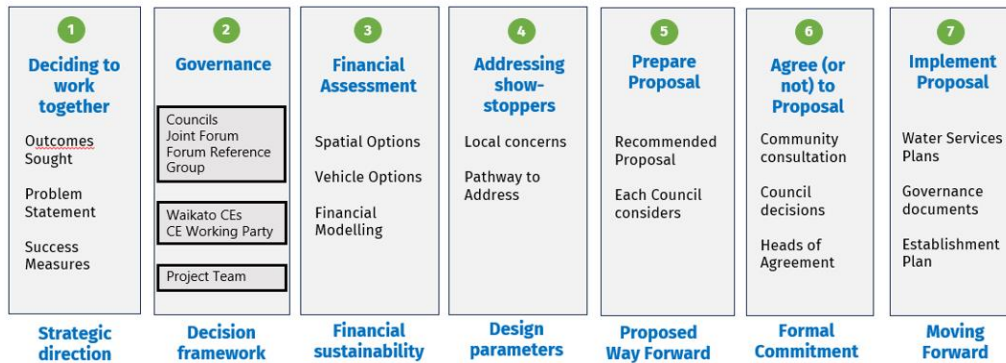 1
Deciding to
work
together
Outcomes
Sought
Problem
Statement
Success
Measures
Strategic
direction
2
Governance
Councils
Joint Forum
Forum Reference
Group
Waikato CEs
CE Working Party
Project Team
Decision
framework
3
Financial
Assessment
Spatial Options
Vehicle Options
Financial
Modelling
Financial
sustainability
4
Addressing
show-
stoppers
Local concerns
Pathway to
Address
Design
parameters
5
Prepare
Proposal
Recommended
Proposal
Each Council
considers
Proposed
Way Forward
6
Agree (or
not) to
Proposal
Community
consultation
Council
decisions
Heads of
Agreement
Formal
Commitment
7
Implement
Proposal
Water Services
Plans
Governance
documents
Establishment
Plan
Moving
Forward